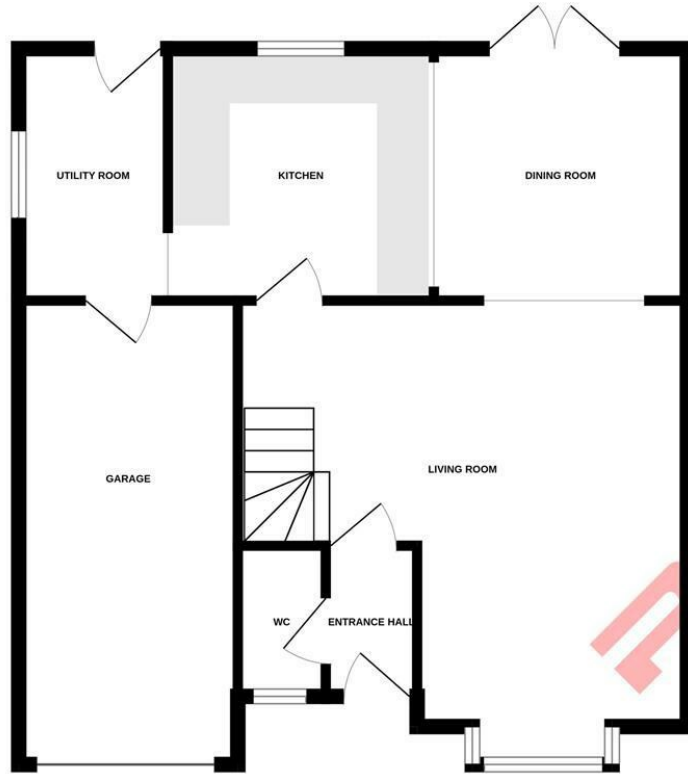 UTILITY ROOM
KITCHEN
DINING ROOM
GARAGE
LIVING ROOM
WC
ENTRANCE HALL